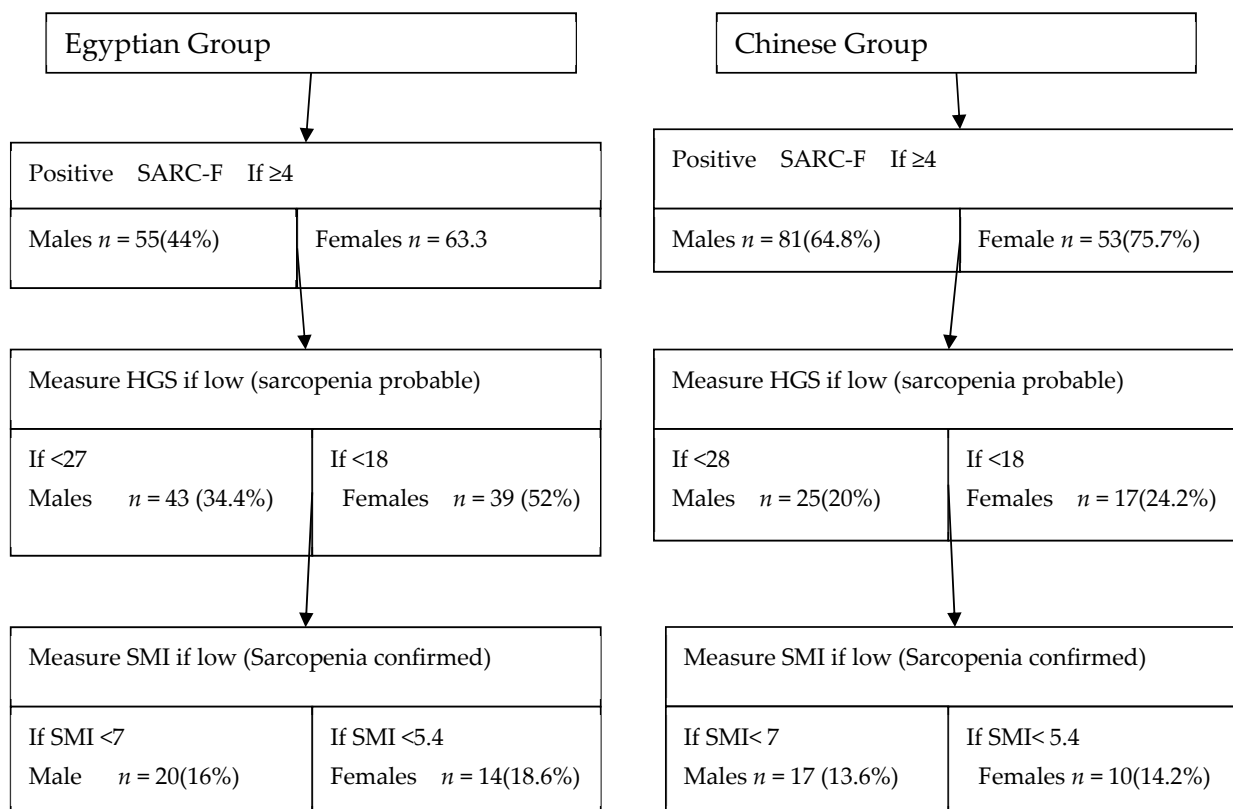 Egyptian Group
Positive SARC-F If ≥4
Males n = 55(44%)
Females n = 63.3
Measure HGS if low (sarcopenia probable)
If <27
Males n = 43 (34.4%)
If <18
Females n = 39 (52%)
Measure SMI if low (Sarcopenia confirmed)
If SMI <7
Male n = 20(16%)
If SMI <5.4
Females n = 14(18.6%)
Chinese Group
Positive SARC-F If ≥4
Males n = 81(64.8%)
Female n = 53(75.7%)
Measure HGS if low (sarcopenia probable)
If <28
Males n = 25(20%)
If <18
Females n = 17(24.2%)
Measure SMI if low (Sarcopenia confirmed)
If SMI< 7
Males n = 17 (13.6%)
If SMI< 5.4
Females n = 10(14.2%)